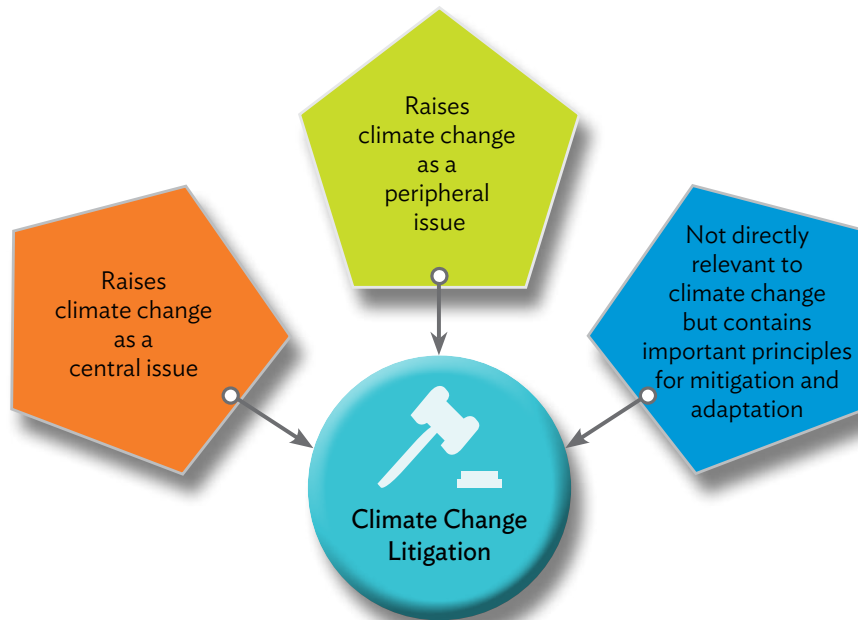 Raises
climate change
as a
peripheral
issue
Raises
climate change
as a
central issue
Not directly
relevant to
climate change
but contains
important principles
for mitigation and
adaptation
Climate Change
Litigation